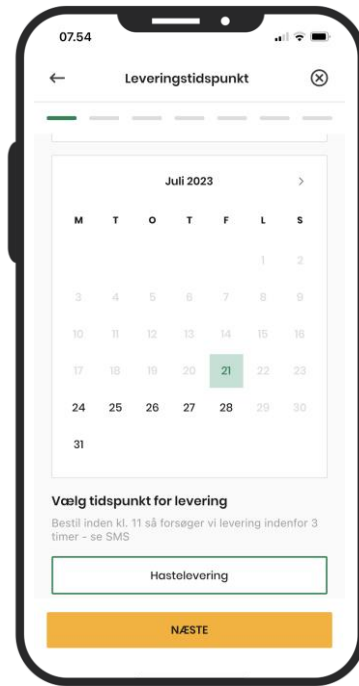 07.54
Leveringstidspunkt
Juli 2023
M T O T F L S
1 2
3 4 5 6 7 8 9
10 11 12 13 14 15 16
17 18 19 20 21 22 23
24 25 26 27 28 29 30
31
Vælg tidspunkt for levering
Bestil inden kl. 11 så forsøger vi levering indenfor 3
timer - se SMS
Hastelevering
NÆSTE